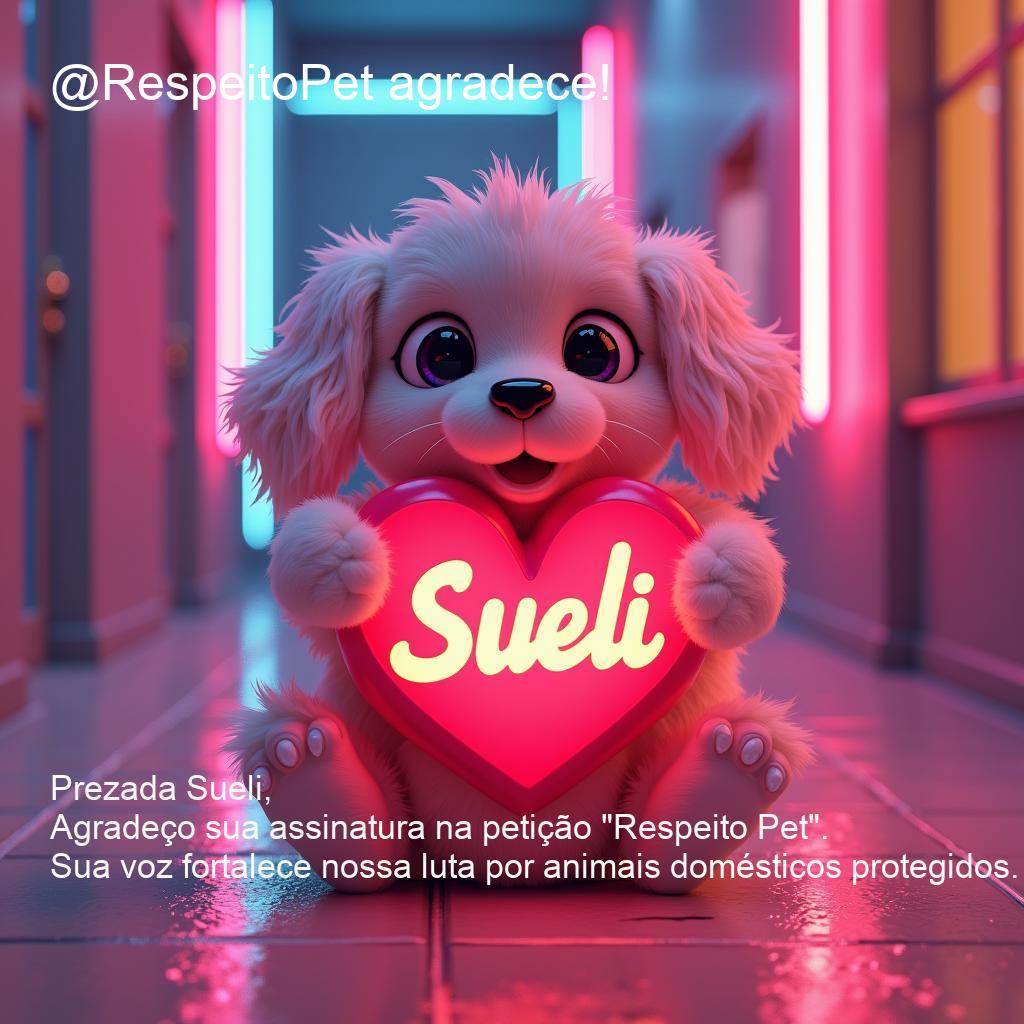 @RespeitoPet agradece!
Sueli
Prezada Sueli,
Agradeço sua assinatura na petição "Respeito Pet".
Sua voz fortalece nossa luta por animais domésticos protegidos.